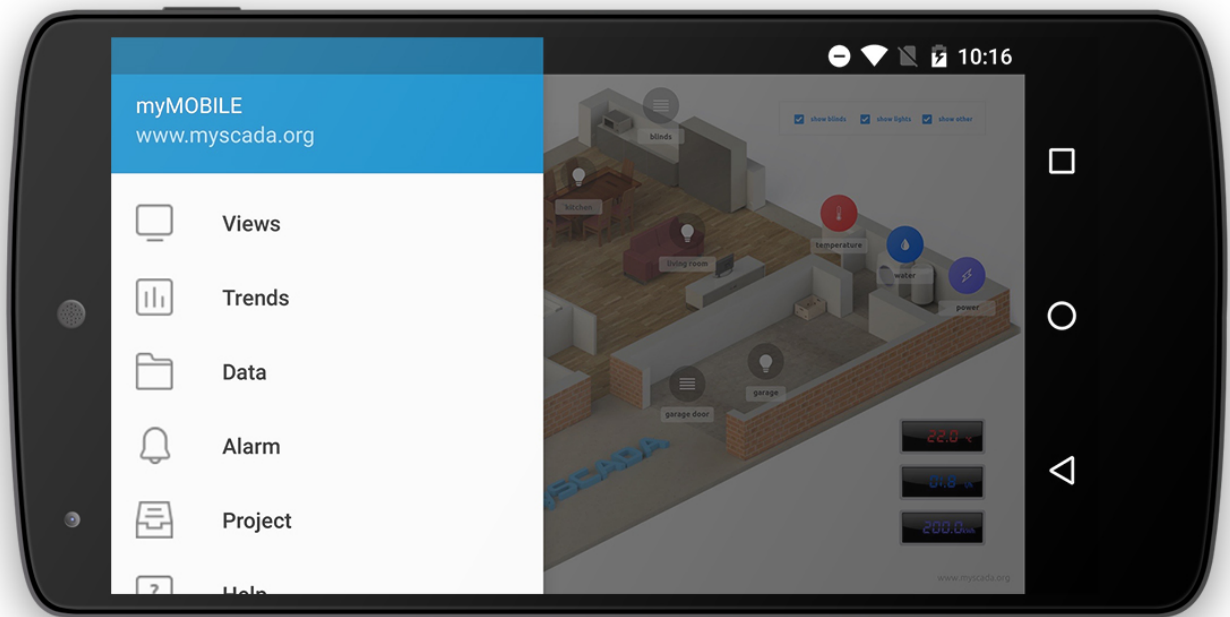 10:16
myMOBILE
www.myscada.org
Views
Trends
Data
Alarm
Project
Help
blinds
show blinds
show lights
show other
kitchen
living room
temperature
water
power
garage
garage door
22.0
200.0
www.myscada.org